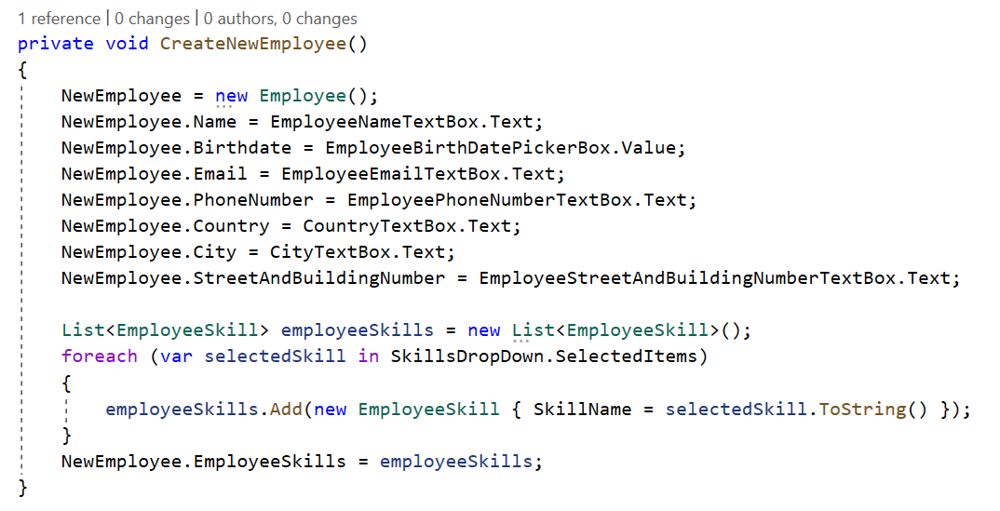 1 reference | 0 changes | 0 authors, 0 changes
private void CreateNewEmployee()
{
    NewEmployee = new Employee();
    NewEmployee.Name = EmployeeNameTextBox.Text;
    NewEmployee.Birthdate = EmployeeBirthDatePickerBox.Value;
    NewEmployee.Email = EmployeeEmailTextBox.Text;
    NewEmployee.PhoneNumber = EmployeePhoneNumberTextBox.Text;
    NewEmployee.Country = CountryTextBox.Text;
    NewEmployee.City = CityTextBox.Text;
    NewEmployee.StreetAndBuildingNumber = EmployeeStreetAndBuildingNumberTextBox.Text;

    List<EmployeeSkill> employeeSkills = new List<EmployeeSkill>();
    foreach (var selectedSkill in SkillsDropDown.SelectedItems)
    {
        employeeSkills.Add(new EmployeeSkill { SkillName = selectedSkill.ToString() });
    }
    NewEmployee.EmployeeSkills = employeeSkills;
}